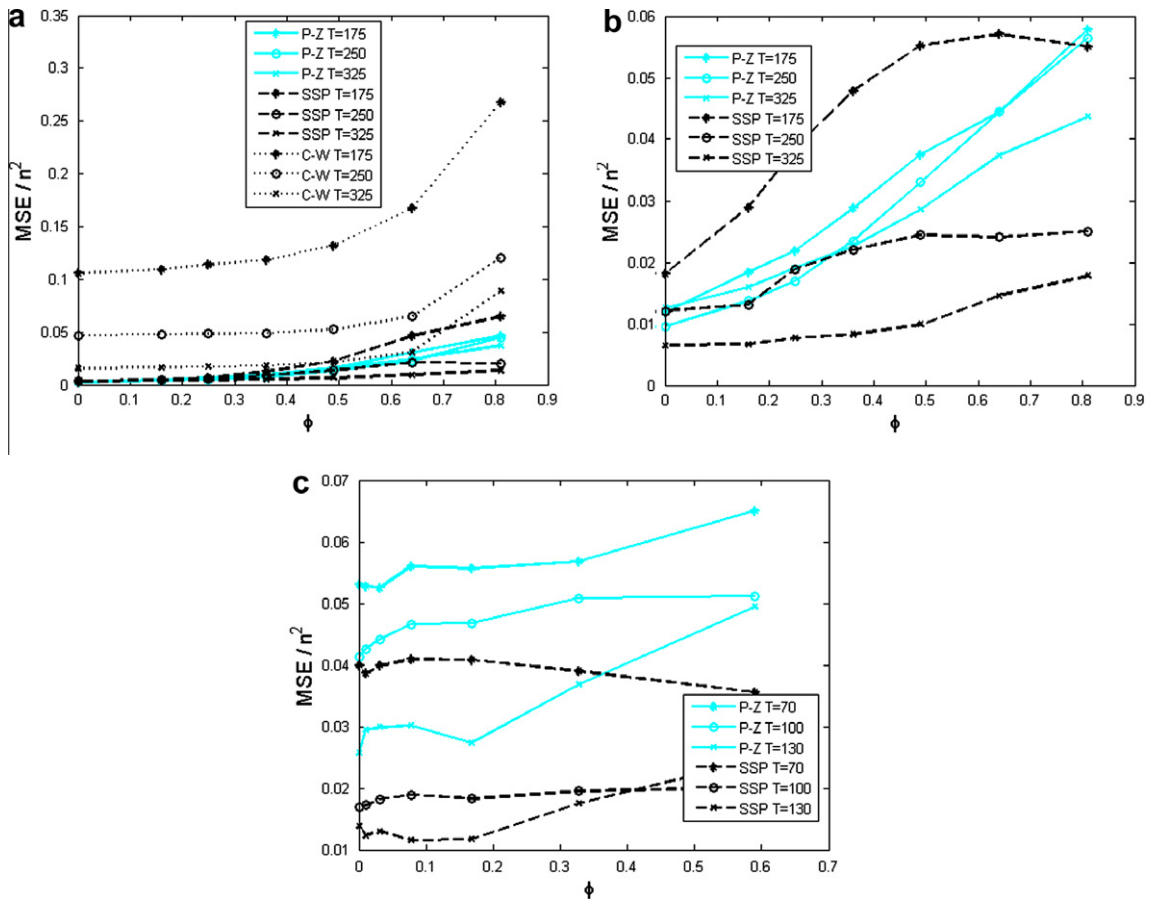 a
0.35
0.3
0.25
0.2
0.15
0.1
0.05
0
MSE / n²
P-Z T=175
P-Z T=250
P-Z T=325
SSP T=175
SSP T=250
SSP T=325
C-W T=175
C-W T=250
C-W T=325
0 0.1 0.2 0.3 0.4 0.5 0.6 0.7 0.8 0.9
ϕ
b
0.06
0.05
0.04
0.03
0.02
0.01
0
MSE / n²
P-Z T=175
P-Z T=250
P-Z T=325
SSP T=175
SSP T=250
SSP T=325
0 0.1 0.2 0.3 0.4 0.5 0.6 0.7 0.8 0.9
ϕ
c
0.07
0.06
0.05
0.04
0.03
0.02
0.01
MSE / n²
P-Z T=70
P-Z T=100
P-Z T=130
SSP T=70
SSP T=100
SSP T=130
0 0.1 0.2 0.3 0.4 0.5 0.6 0.7
ϕ